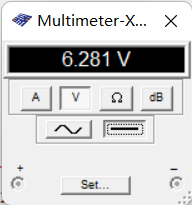 Multimeter-X...
6.281 V
A V Ω dB
+ −
Set...